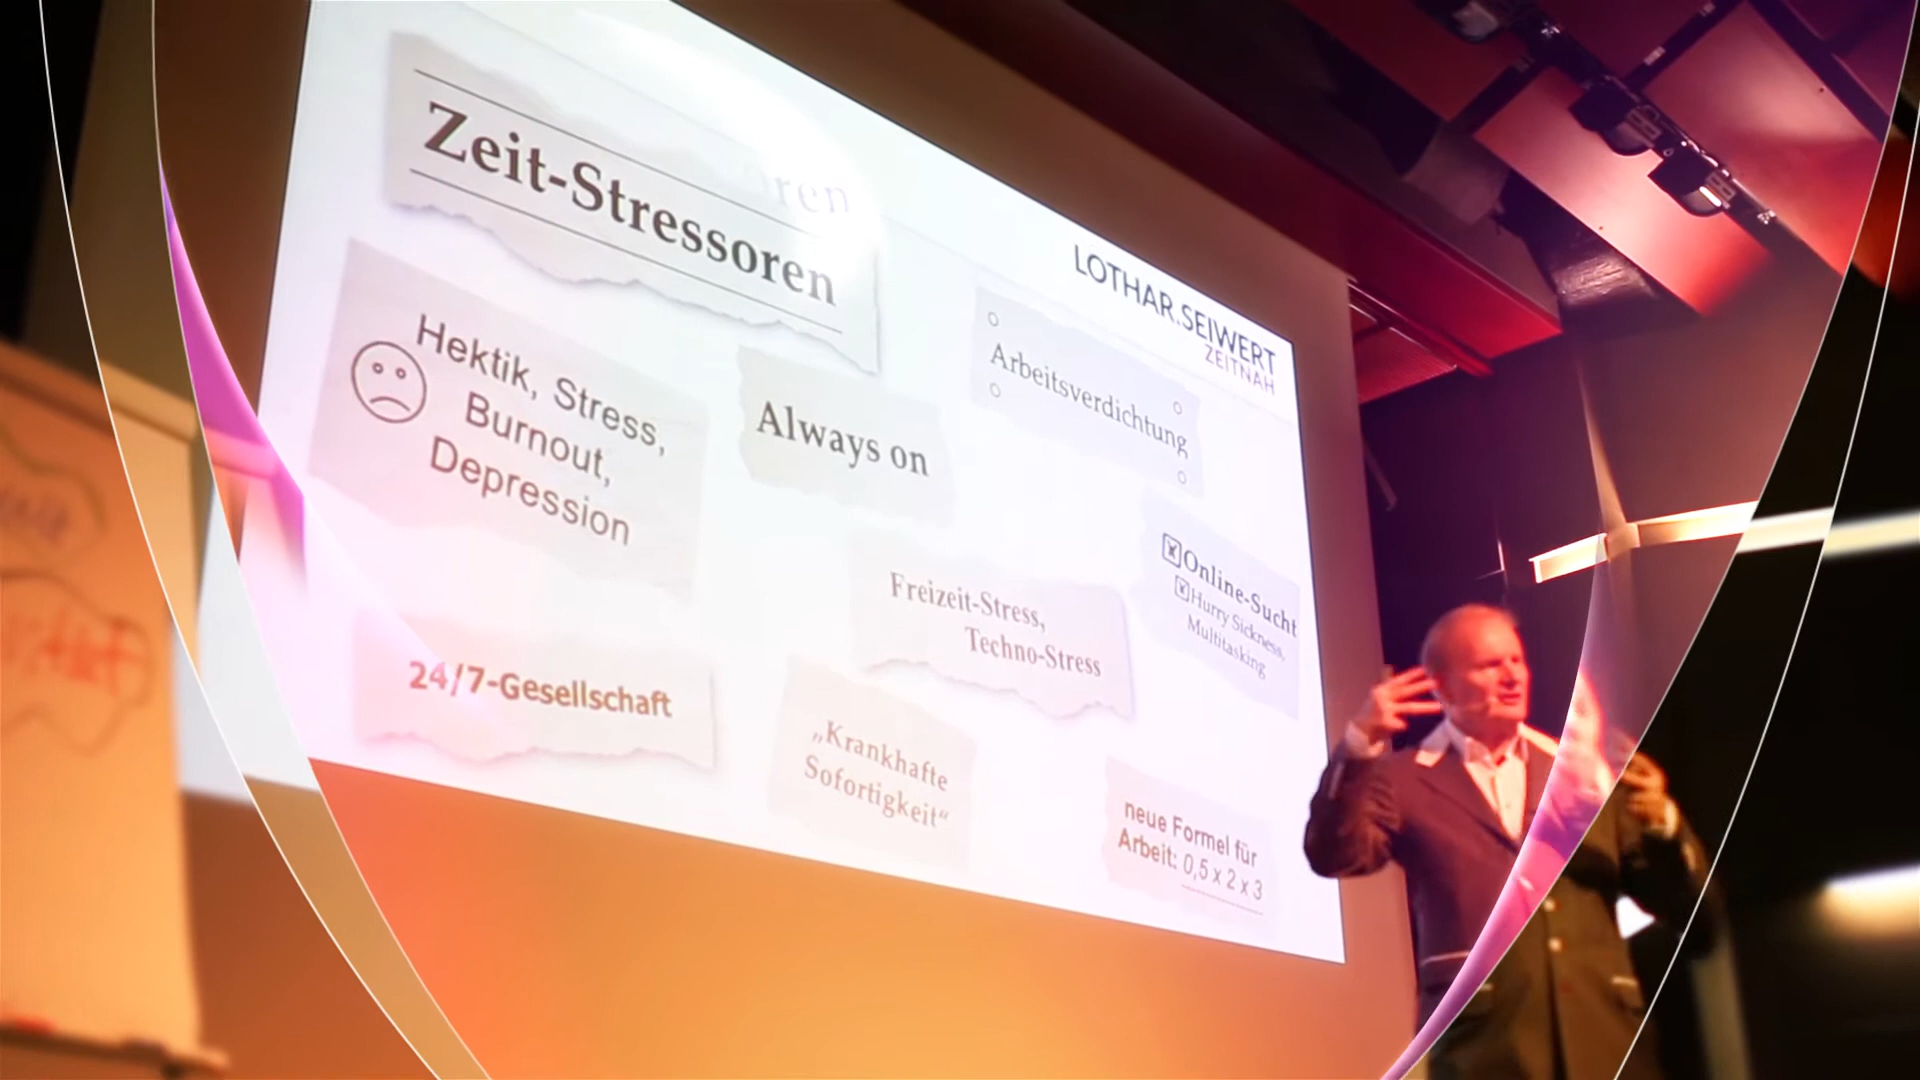 Zeit-Stressoren
LOTHAR.SEIWERT
ZEITNAH
Hektik, Stress,
Burnout,
Depression
Always on
Arbeitsverdichtung
Freizeit-Stress,
Techno-Stress
Online-Sucht
Hurry Sickness,
Multitasking
24/7-Gesellschaft
„Krankhafte
Sofortigkeit“
neue Formel für
Arbeit: 0,5 x 2 x 3